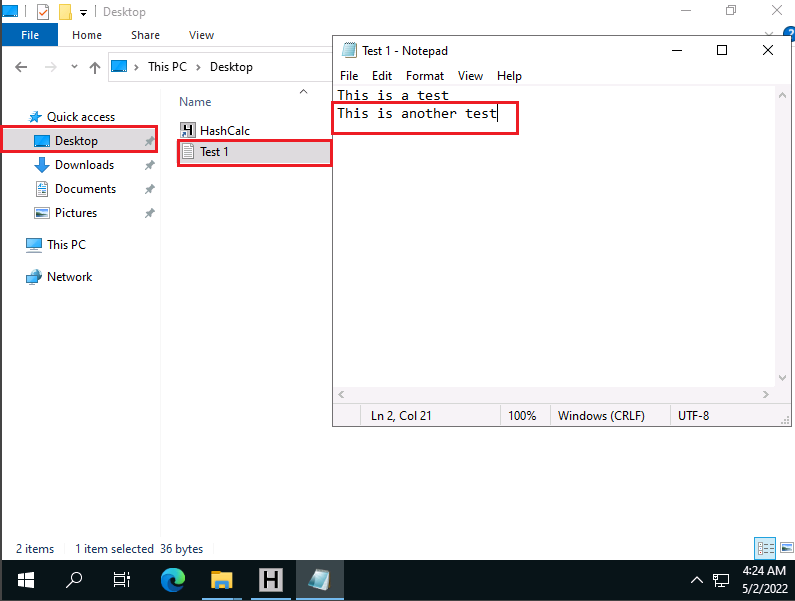 Desktop
File Home Share View
This PC Desktop
Name
Quick access
Desktop
Downloads
Documents
Pictures
This PC
Network
HashCalc
Test 1
Test 1 - Notepad
File Edit Format View Help
This is a test
This is another test
Ln 2, Col 21 100% Windows (CRLF) UTF-8
2 items 1 item selected 36 bytes
H
4:24 AM
5/2/2022